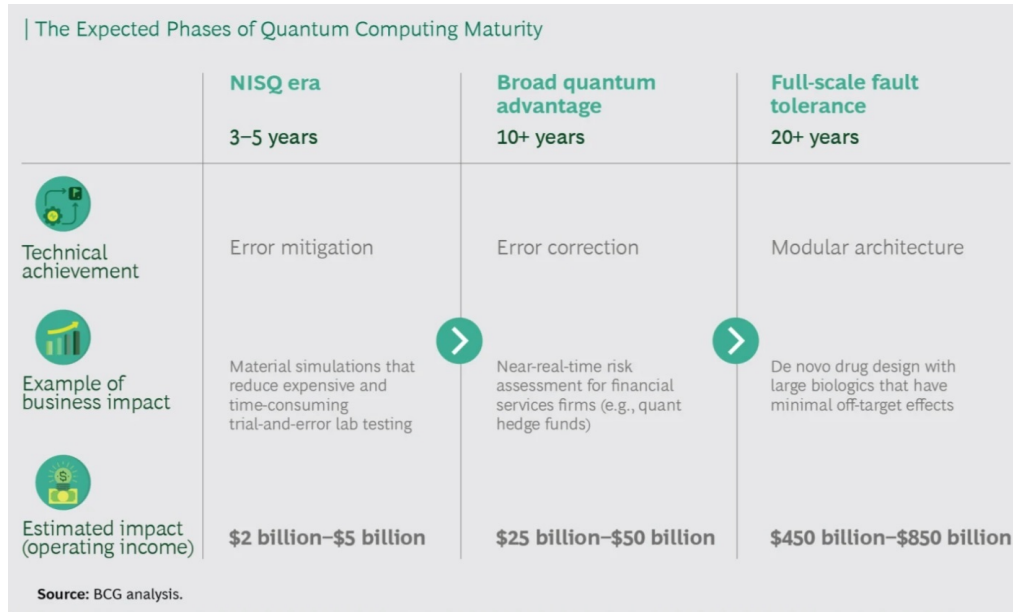 The Expected Phases of Quantum Computing Maturity
NISQ era
3–5 years
Broad quantum
advantage
10+ years
Full-scale fault
tolerance
20+ years
Technical
achievement
Error mitigation
Error correction
Modular architecture
Example of
business impact
Material simulations that
reduce expensive and
time-consuming
trial-and-error lab testing
Near-real-time risk
assessment for financial
services firms (e.g., quant
hedge funds)
De novo drug design with
large biologics that have
minimal off-target effects
Estimated impact
(operating income)
$2 billion–$5 billion
$25 billion–$50 billion
$450 billion–$850 billion
Source: BCG analysis.